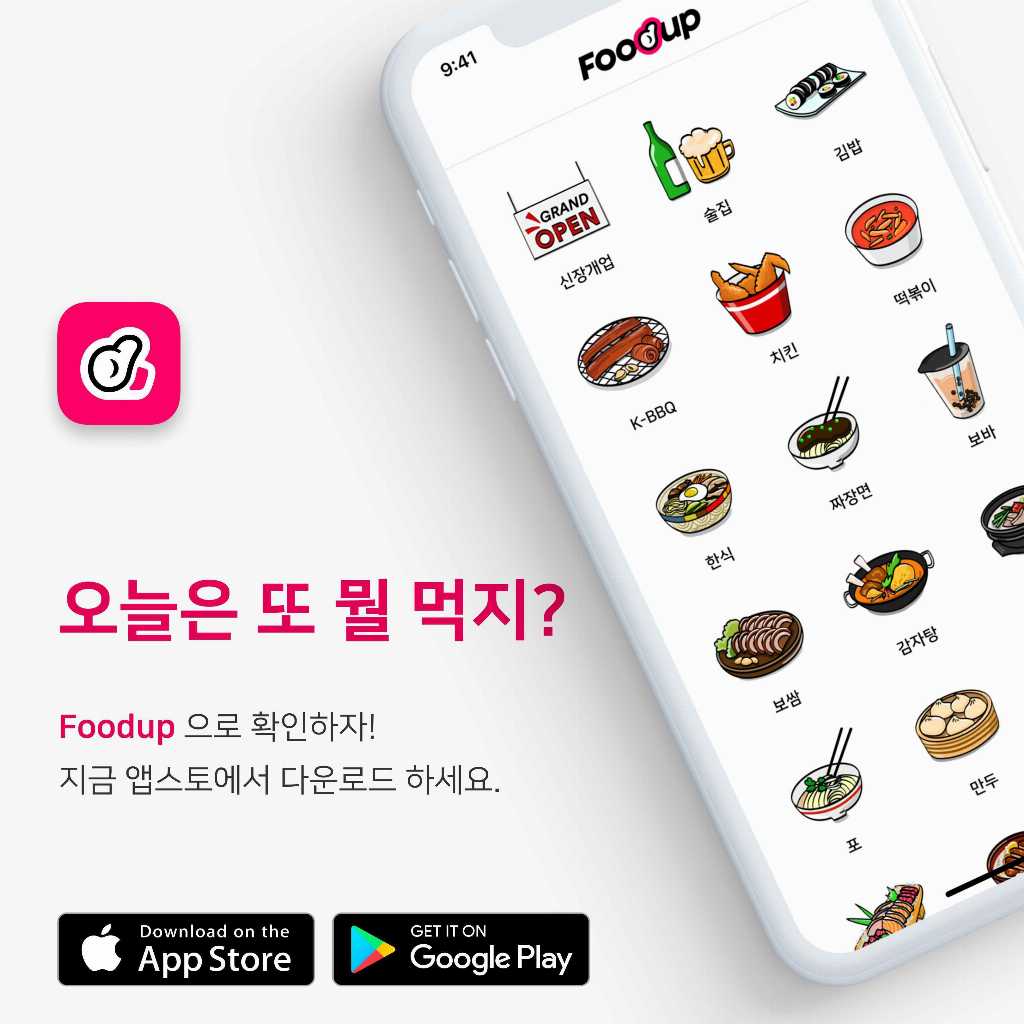 9:41
Foodup
GRAND
OPEN
신장개업
술집
김밥
K-BBQ
치킨
떡볶이
한식
짜장면
보바
보쌈
감자탕
포
만두
오늘은 또 뭘 먹지?
Foodup 으로 확인하자!
지금 앱스토에서 다운로드 하세요.
Download on the
App Store
GET IT ON
Google Play